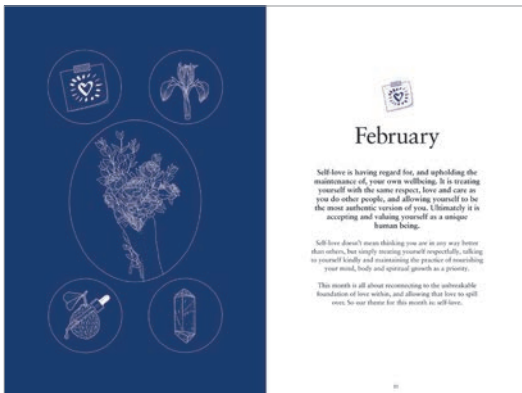 February
Self-love is having regard for, and upholding the
maintenance of, your own wellbeing. It is treating
yourself with the same respect, love and care as
you do other people, and allowing yourself to be
the most authentic version of you. Ultimately it is
accepting and valuing yourself as a unique
human being.
Self-love doesn't mean thinking you are in any way better
than others, but simply treating yourself respectfully, talking
to yourself kindly and maintaining the practice of nourishing
your mind, body and spiritual growth as a priority.
This month is all about reconnecting to the unbreakable
foundation of love within, and allowing that love to spill
over. So our theme for this month is: self-love.